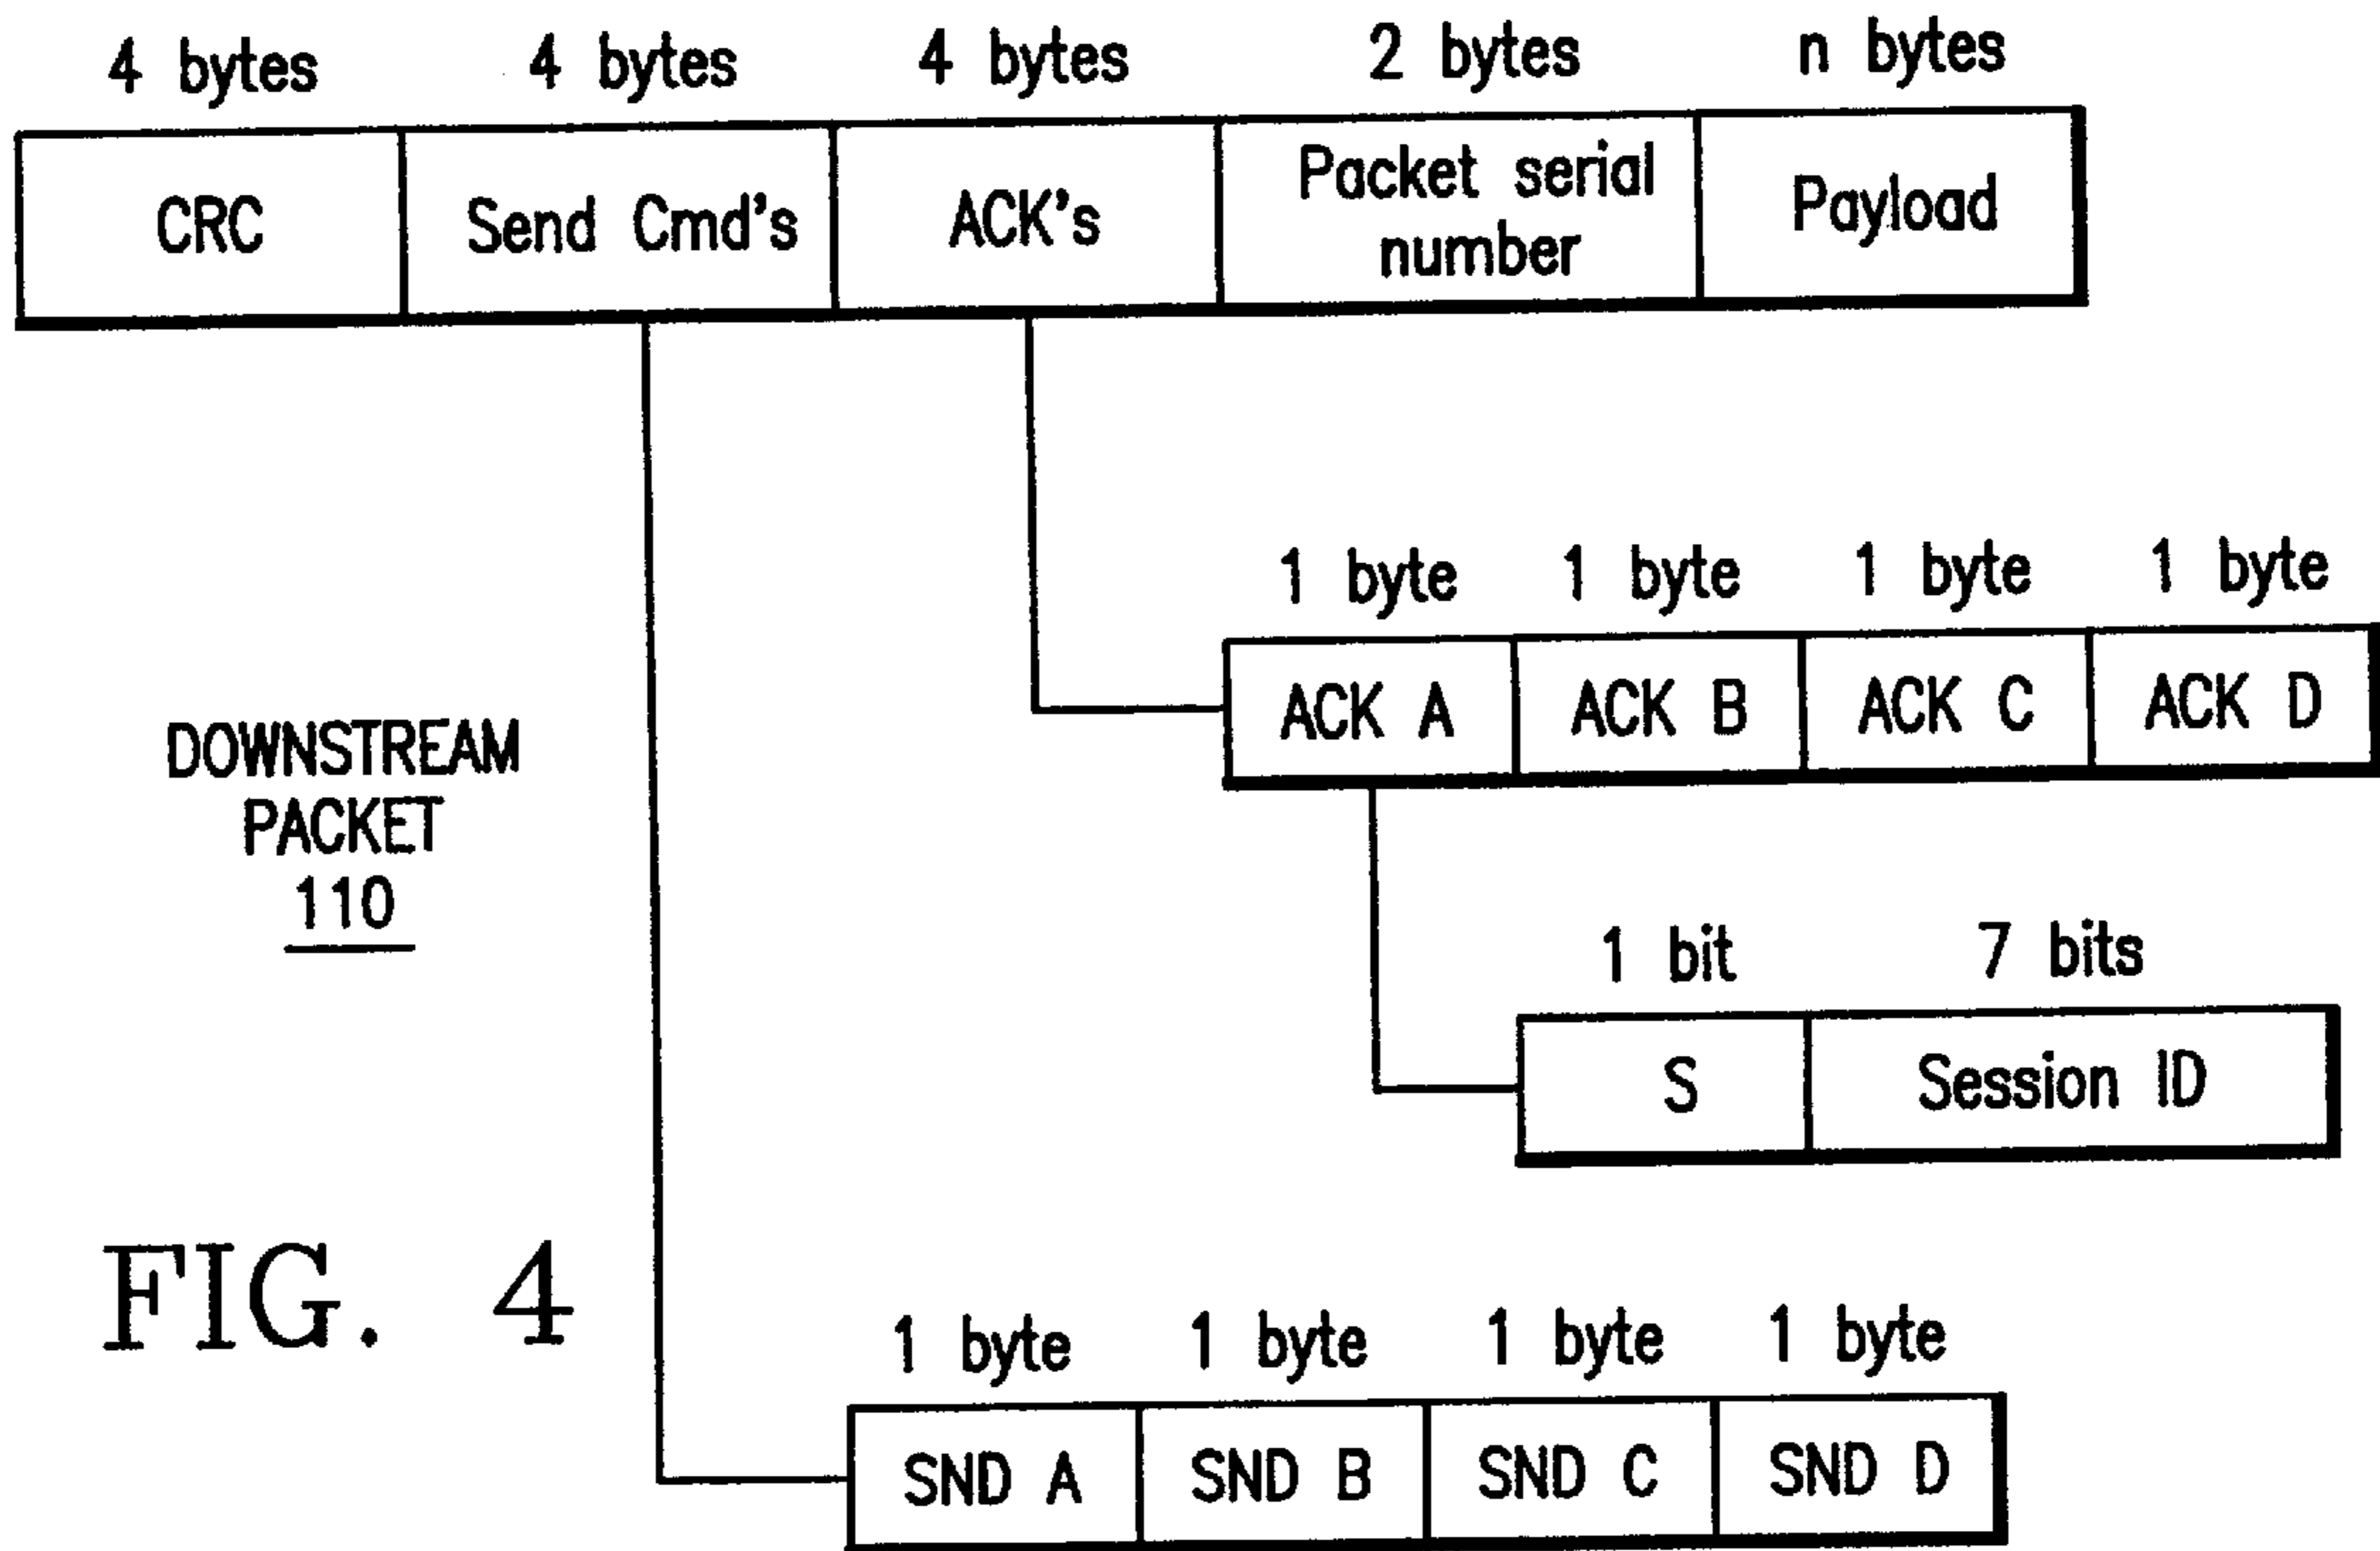 4 bytes 4 bytes 4 bytes 2 bytes n bytes
CRC Send Cmd's ACK's Packet serial number Payload
1 byte 1 byte 1 byte 1 byte
ACK A ACK B ACK C ACK D
DOWNSTREAM
PACKET
110
1 bit 7 bits
S Session ID
FIG. 4
1 byte 1 byte 1 byte 1 byte
SND A SND B SND C SND D